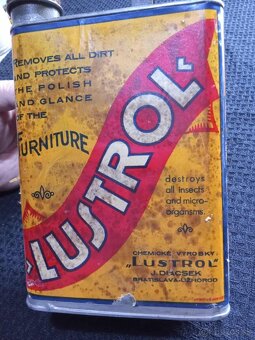 REMOVES ALL DIRT
AND PROTECTS
THE POLISH
AND GLANCE
OF THE
FURNITURE
LUSTROL
destroys
all insects
and micro-
organisms.
CHEMICKÉ VÝROBKY
„LUSTROL"
BRATISLAVA-UŽHOROD